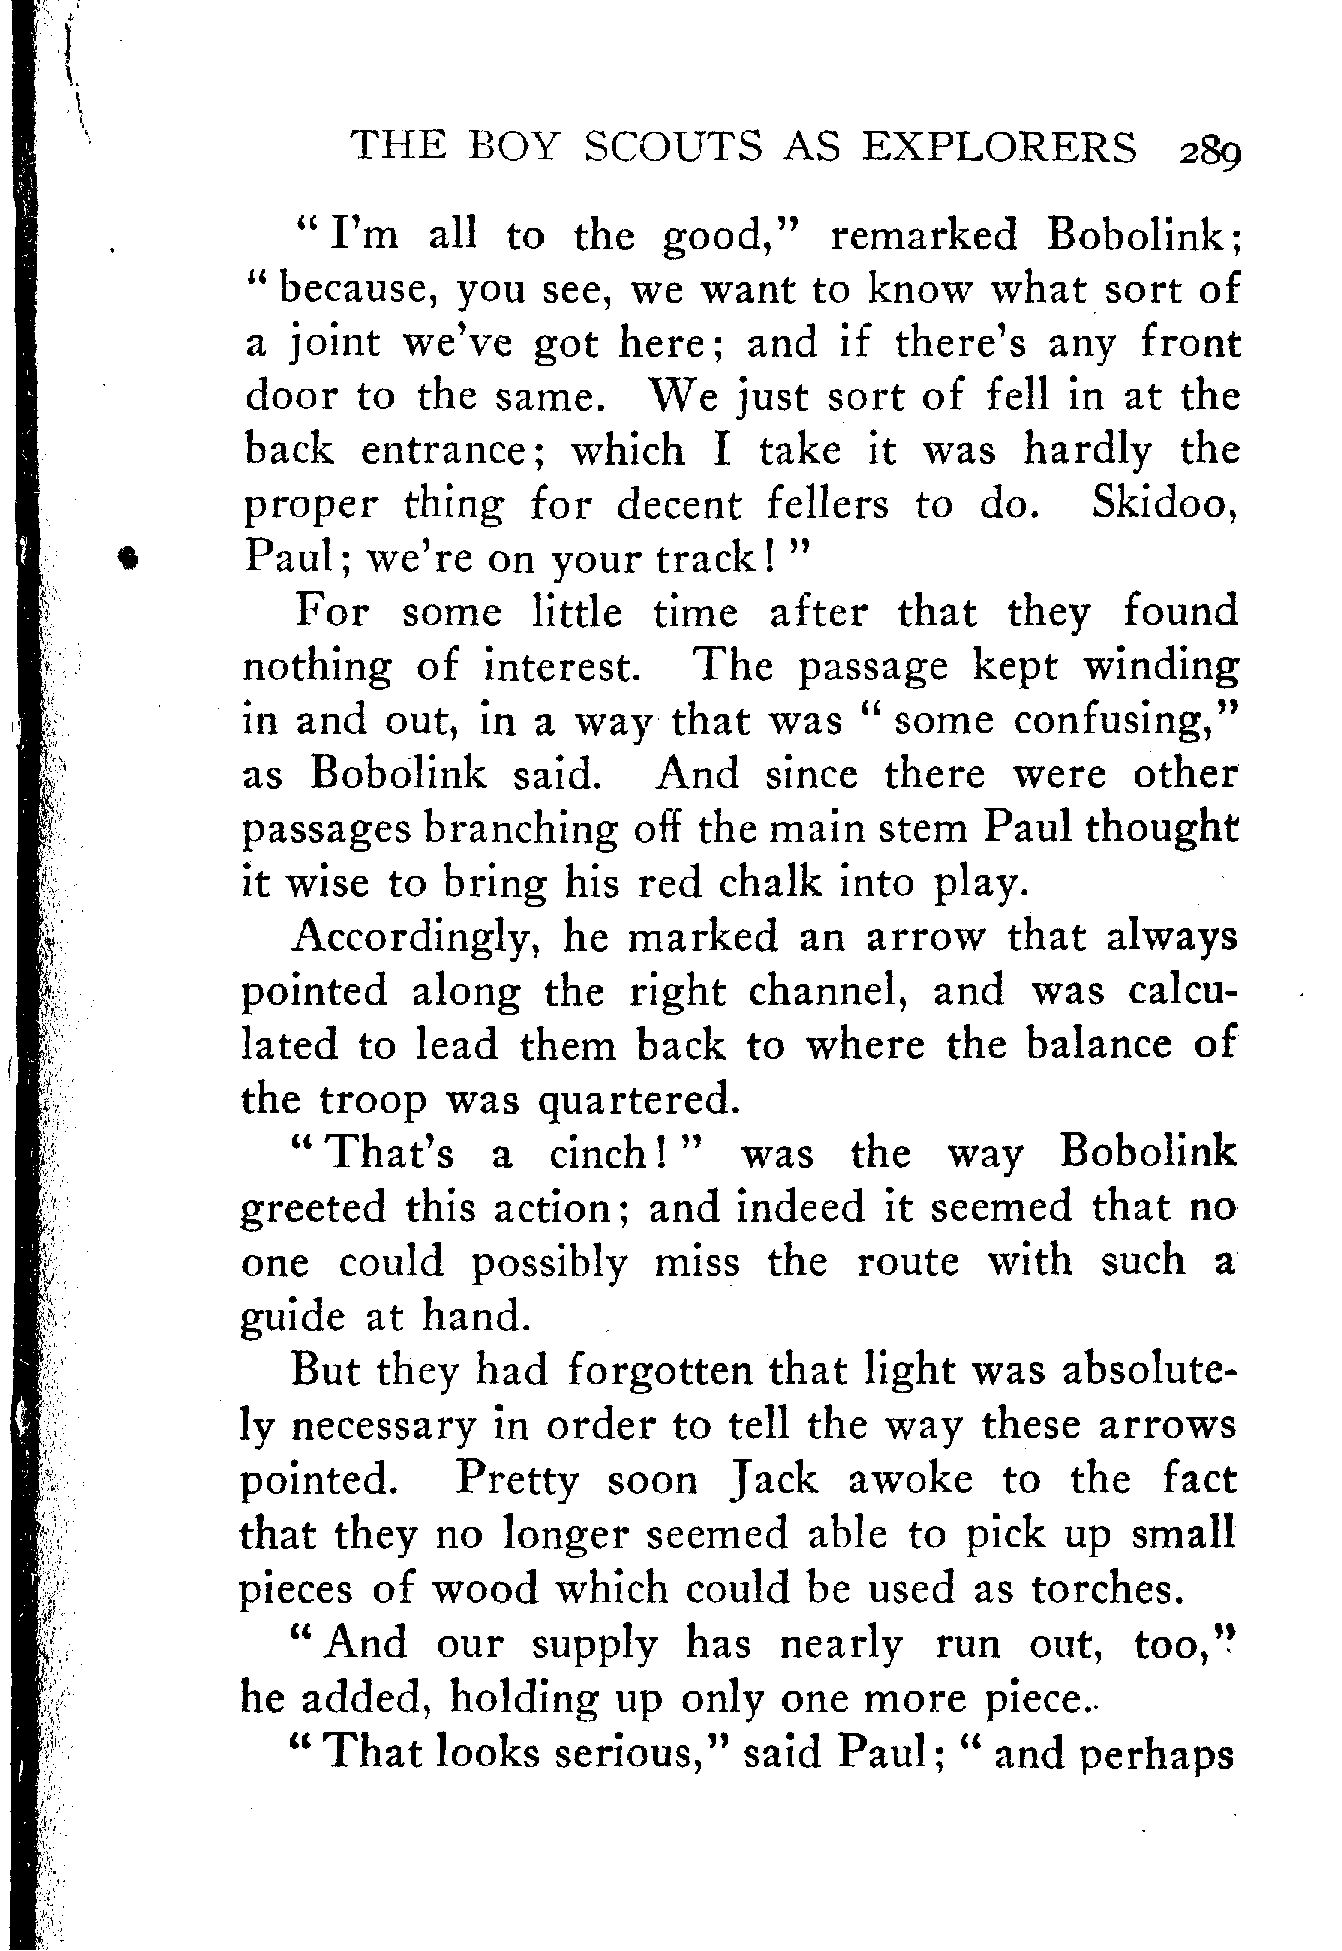 THE BOY SCOUTS AS EXPLORERS 289
" I'm all to the good," remarked Bobolink;
" because, you see, we want to know what sort of
a joint we've got here; and if there's any front
door to the same. We just sort of fell in at the
back entrance; which I take it was hardly the
proper thing for decent fellers to do. Skidoo,
Paul; we're on your track! "
For some little time after that they found
nothing of interest. The passage kept winding
in and out, in a way that was " some confusing,"
as Bobolink said. And since there were other
passages branching off the main stem Paul thought
it wise to bring his red chalk into play.
Accordingly, he marked an arrow that always
pointed along the right channel, and was calcu-
lated to lead them back to where the balance of
the troop was quartered.
" That's a cinch! " was the way Bobolink
greeted this action; and indeed it seemed that no
one could possibly miss the route with such a
guide at hand.
But they had forgotten that light was absolute-
ly necessary in order to tell the way these arrows
pointed. Pretty soon Jack awoke to the fact
that they no longer seemed able to pick up small
pieces of wood which could be used as torches.
" And our supply has nearly run out, too,"
he added, holding up only one more piece.
" That looks serious," said Paul; " and perhaps